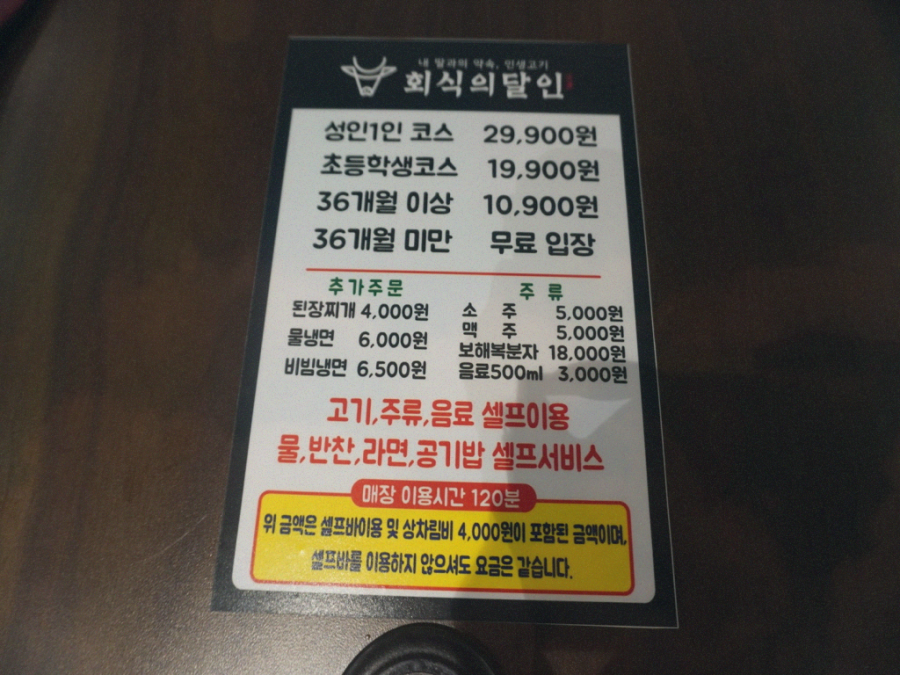 내 딸과의 약속, 인생고기
회식의달인
성인1인 코스 29,900원
초등학생코스 19,900원
36개월 이상 10,900원
36개월 미만 무료 입장
추가주문 주 류
된장찌개 4,000원 소 주 5,000원
물냉면 6,000원 맥 주 5,000원
비빔냉면 6,500원 보해복분자 18,000원
음료500ml 3,000원
고기,주류,음료 셀프이용
물,반찬,라면,공기밥 셀프서비스
매장 이용시간 120분
위 금액은 셀프바이용 및 상차림비 4,000원이 포함된 금액이며,
셀프바를 이용하지 않으셔도 요금은 같습니다.